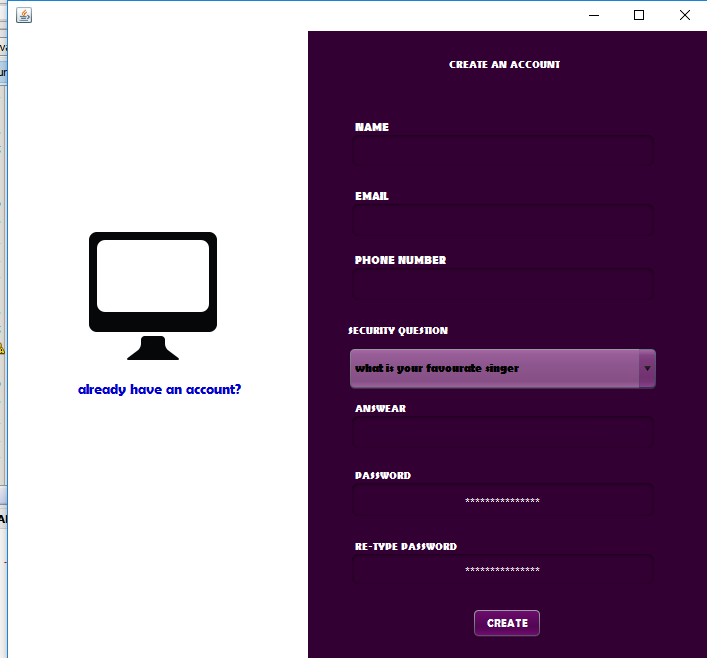 CREATE AN ACCOUNT
NAME
EMAIL
PHONE NUMBER
SECURITY QUESTION
what is your favourate singer
already have an account?
ANSWEAR
PASSWORD
***************
RE-TYPE PASSWORD
***************
CREATE